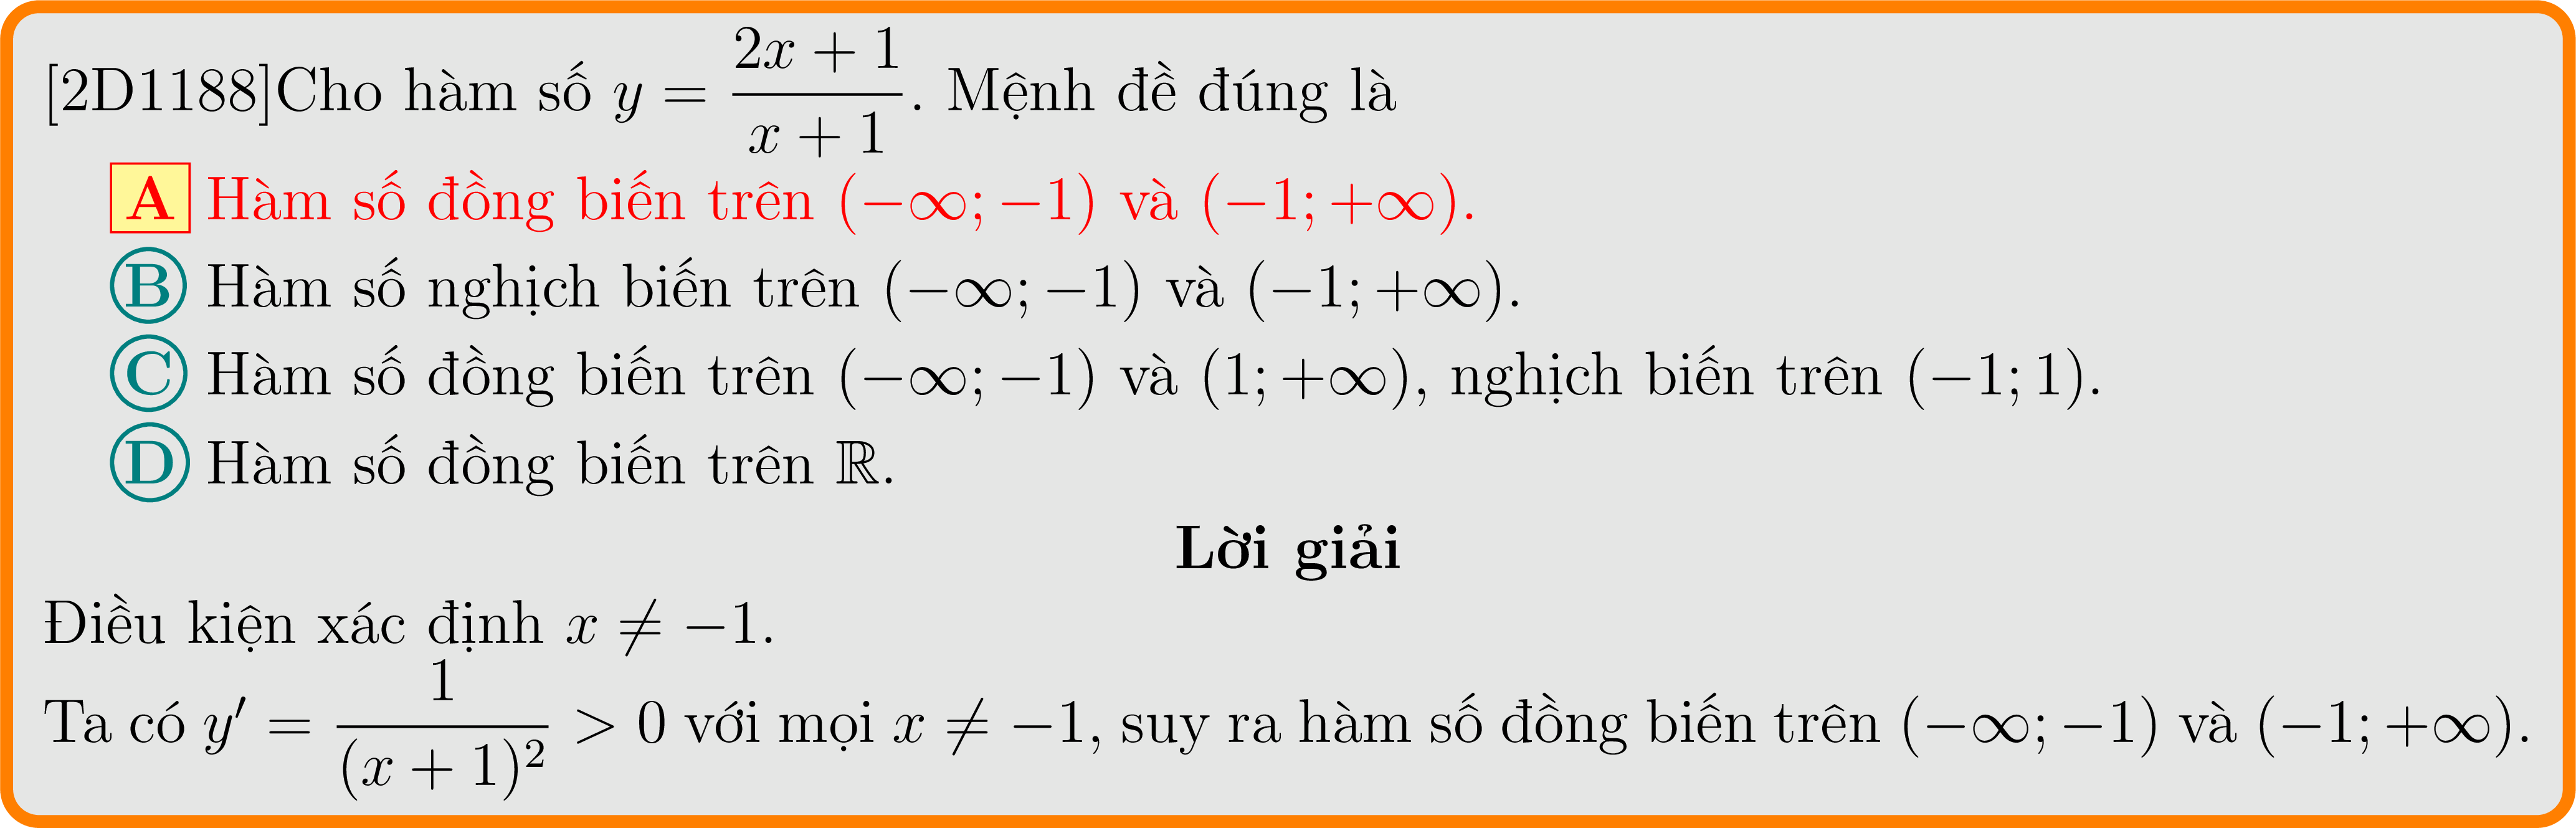 [2D1188]Cho hàm số $y = \dfrac{2x+1}{x+1}$. Mệnh đề đúng là
A Hàm số đồng biến trên $(-\infty; -1)$ và $(-1; +\infty)$.
B Hàm số nghịch biến trên $(-\infty; -1)$ và $(-1; +\infty)$.
C Hàm số đồng biến trên $(-\infty; -1)$ và $(1; +\infty)$, nghịch biến trên $(-1; 1)$.
D Hàm số đồng biến trên $\mathbb{R}$.
Lời giải
Điều kiện xác định $x \neq -1$.
Ta có $y' = \dfrac{1}{(x+1)^2} > 0$ với mọi $x \neq -1$, suy ra hàm số đồng biến trên $(-\infty; -1)$ và $(-1; +\infty)$.